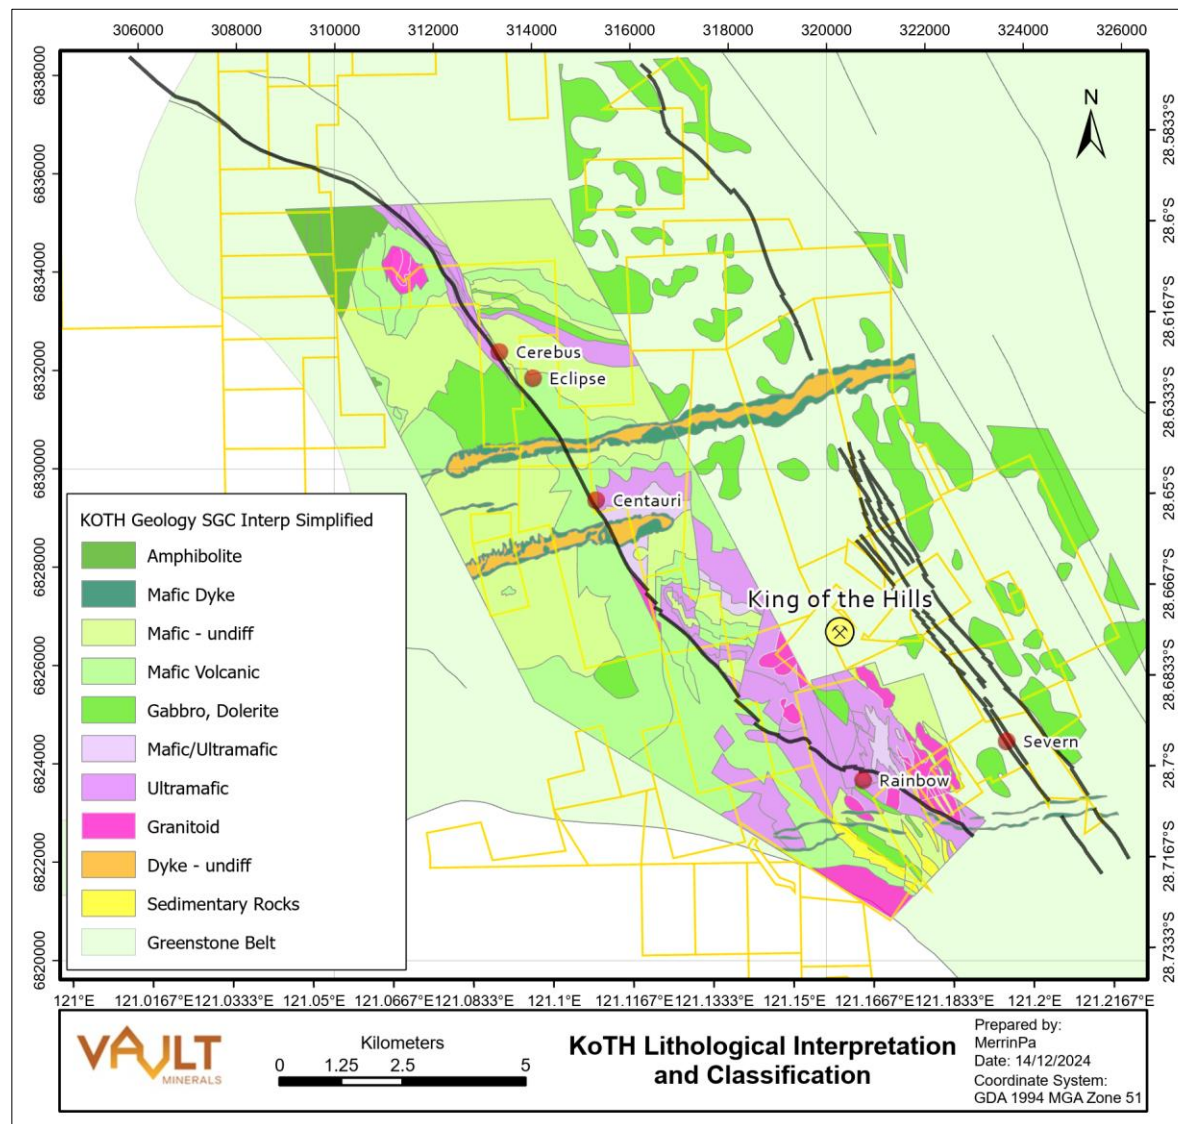 306000 308000 310000 312000 314000 316000 318000 320000 322000 324000 326000
6838000
6836000
6834000
6832000
6830000
6828000
6826000
6824000
6822000
6820000
28.5833°S
28.6°S
28.6167°S
28.6333°S
28.65°S
28.6667°S
28.6833°S
28.7°S
28.7167°S
28.7333°S
N
Cerebus
Eclipse
Centauri
King of the Hills
Severn
Rainbow
KOTH Geology SGC Interp Simplified
Amphibolite
Mafic Dyke
Mafic - undiff
Mafic Volcanic
Gabbro, Dolerite
Mafic/Ultramafic
Ultramafic
Granitoid
Dyke - undiff
Sedimentary Rocks
Greenstone Belt
121°E 121.0167°E 121.0333°E 121.05°E 121.0667°E 121.0833°E 121.1°E 121.1167°E 121.1333°E 121.15°E 121.1667°E 121.1833°E 121.2°E 121.2167°E
VAULT
MINERALS
Kilometers
0 1.25 2.5 5
KoTH Lithological Interpretation
and Classification
Prepared by:
MerrinPa
Date: 14/12/2024
Coordinate System:
GDA 1994 MGA Zone 51